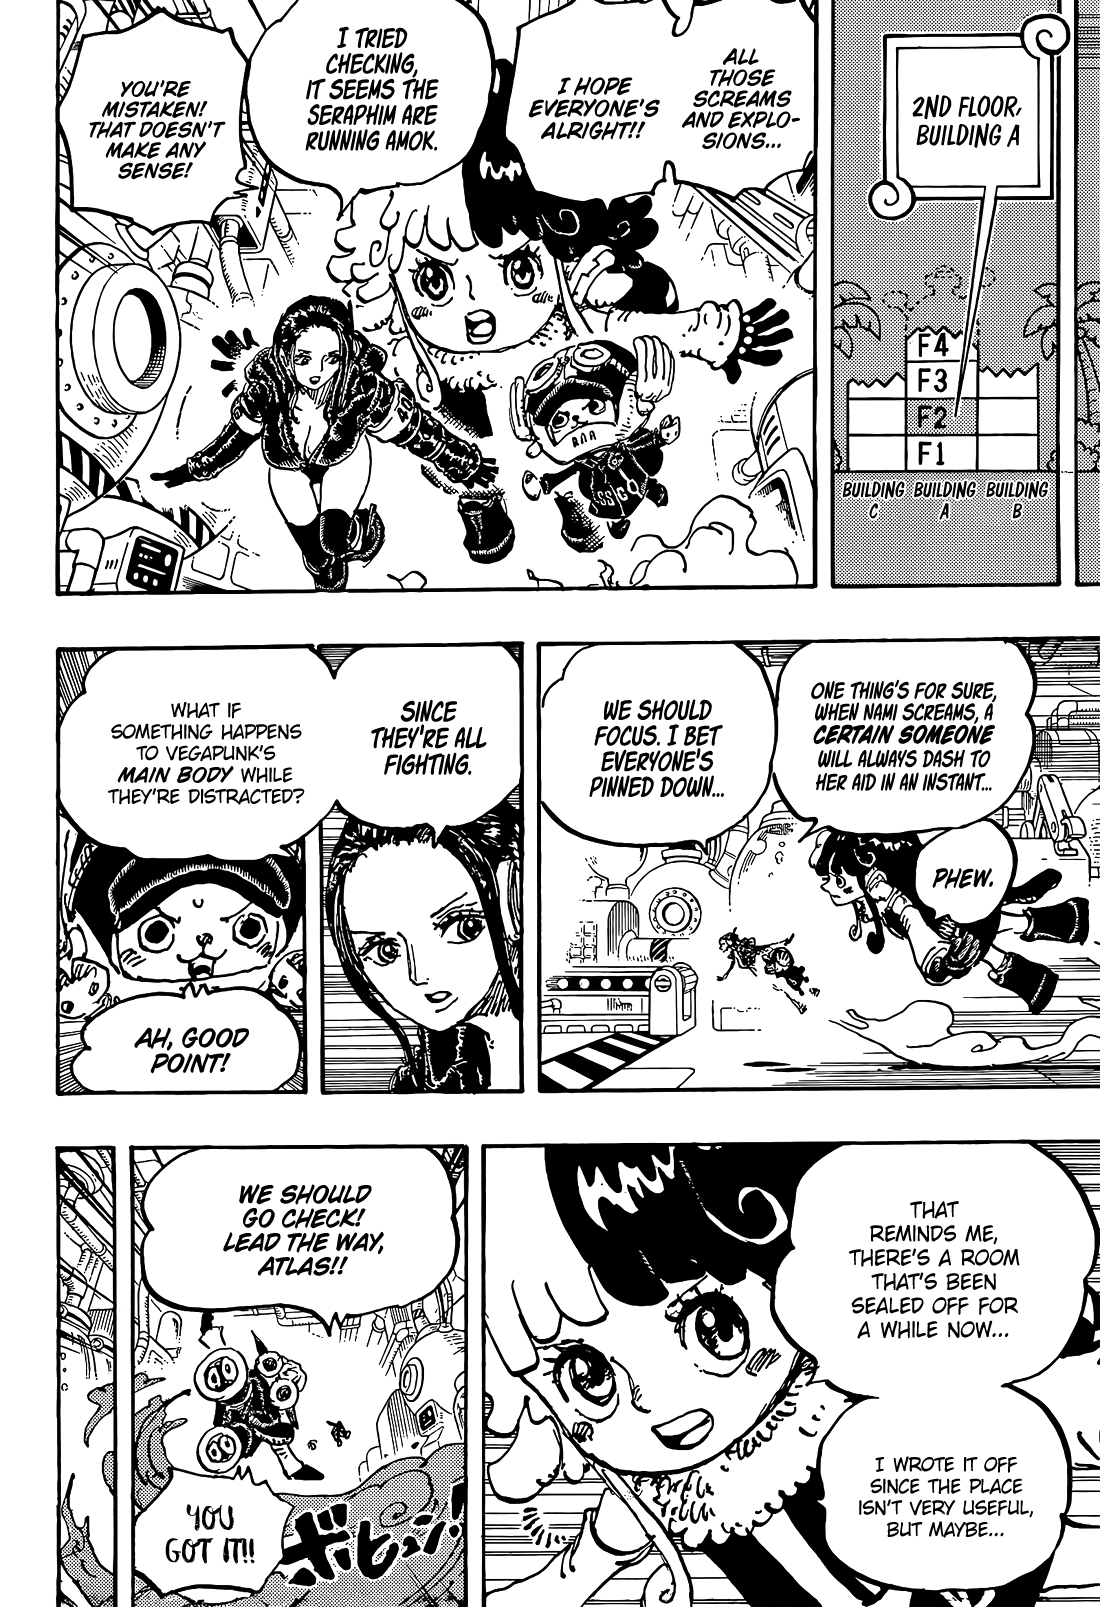 2ND FLOOR,
BUILDING A
F4
F3
F2
F1
BUILDING
C
BUILDING
A
BUILDING
B
ALL
THOSE
SCREAMS
AND EXPLO-
SIONS...
I HOPE
EVERYONE'S
ALRIGHT!!
I TRIED
CHECKING,
IT SEEMS THE
SERAPHIM ARE
RUNNING AMOK.
YOU'RE
MISTAKEN!
THAT DOESN'T
MAKE ANY
SENSE!
ONE THING'S FOR SURE,
WHEN NAMI SCREAMS, A
CERTAIN SOMEONE
WILL ALWAYS DASH TO
HER AID IN AN INSTANT...
PHEW.
WE SHOULD
FOCUS. I BET
EVERYONE'S
PINNED DOWN...
SINCE
THEY'RE ALL
FIGHTING.
WHAT IF
SOMETHING HAPPENS
TO VEGAPUNK'S
MAIN BODY WHILE
THEY'RE DISTRACTED?
AH, GOOD
POINT!
THAT
REMINDS ME,
THERE'S A ROOM
THAT'S BEEN
SEALED OFF FOR
A WHILE NOW...
I WROTE IT OFF
SINCE THE PLACE
ISN'T VERY USEFUL,
BUT MAYBE...
WE SHOULD
GO CHECK!
LEAD THE WAY,
ATLAS!!
YOU
GOT IT!!
ボヒュン!